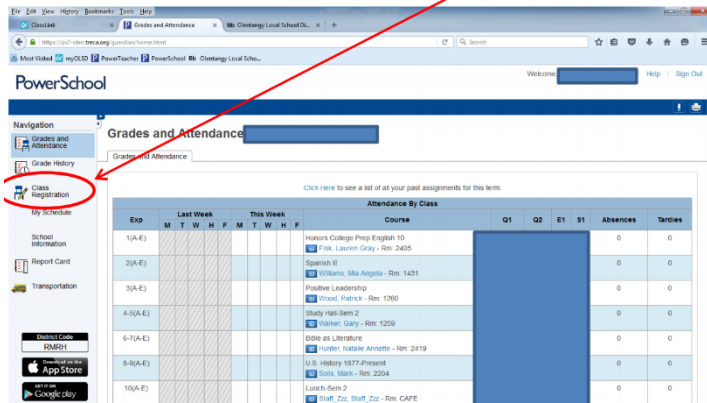 File Edit View History Bookmarks Tools Help
ClassLink
Grades and Attendance
Bb Olentangy Local School Di...
https://ps7-olen.treca.org/guardian/home.html
Search
Most Visited myOLSD PowerTeacher PowerSchool Bb Olentangy Local Scho...
PowerSchool
Welcome,
Help | Sign Out
Navigation
Grades and Attendance
Grade History
Class Registration
My Schedule
School Information
Report Card
Transportation
District Code
RMRH
Download on the
App Store
GET IT ON
Google play
Grades and Attendance
Grades and Attendance
Click Here to see a list of all your past assignments for this term.
Attendance By Class
Exp Last Week This Week Course Q1 Q2 E1 S1 Absences Tardies
M T W H F M T W H F
1(A-E) Honors College Prep English 10 0 0
Fisk, Lauren Gray - Rm: 2405
2(A-E) Spanish III 0 0
Williams, Mia Angela - Rm: 1431
3(A-E) Positive Leadership 0 0
Wood, Patrick - Rm: 1260
4-5(A-E) Study Hall-Sem 2 0 0
Walker, Gary - Rm: 1259
6-7(A-E) Bible as Literature 0 0
Hunter, Natalie Annette - Rm: 2419
8-9(A-E) U.S. History 1877-Present 0 0
Solis, Mark - Rm: 2204
10(A-E) Lunch-Sem 2 0 0
Staff_Zzz, Staff_Zzz - Rm: CAFE